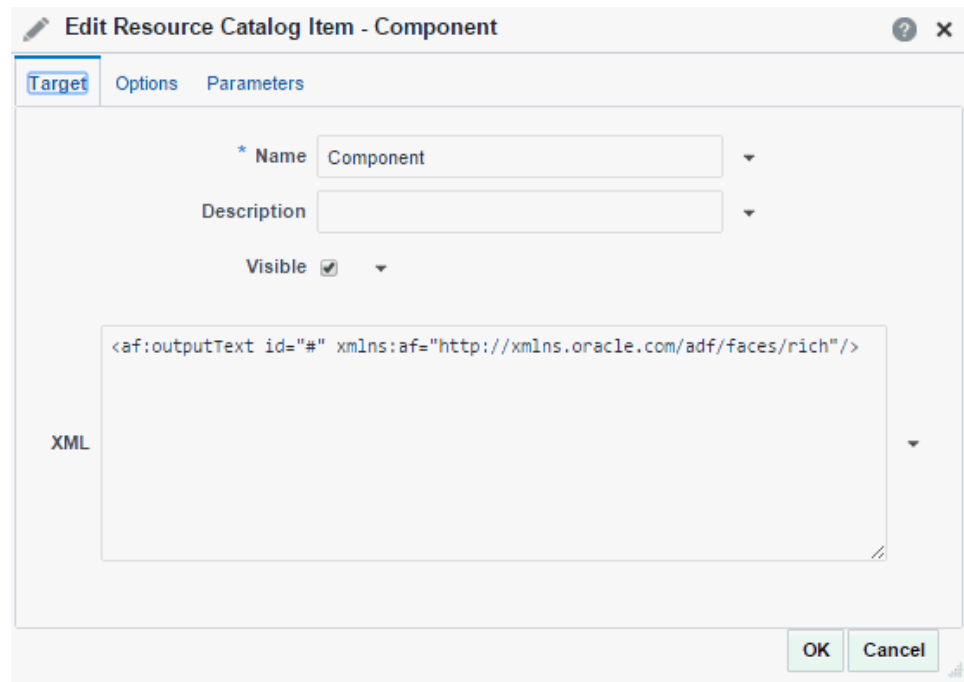 Edit Resource Catalog Item - Component
Target Options Parameters
* Name Component
Description
Visible
<af:outputText id="#" xmlns:af="http://xmlns.oracle.com/adf/faces/rich"/>
XML
OK Cancel